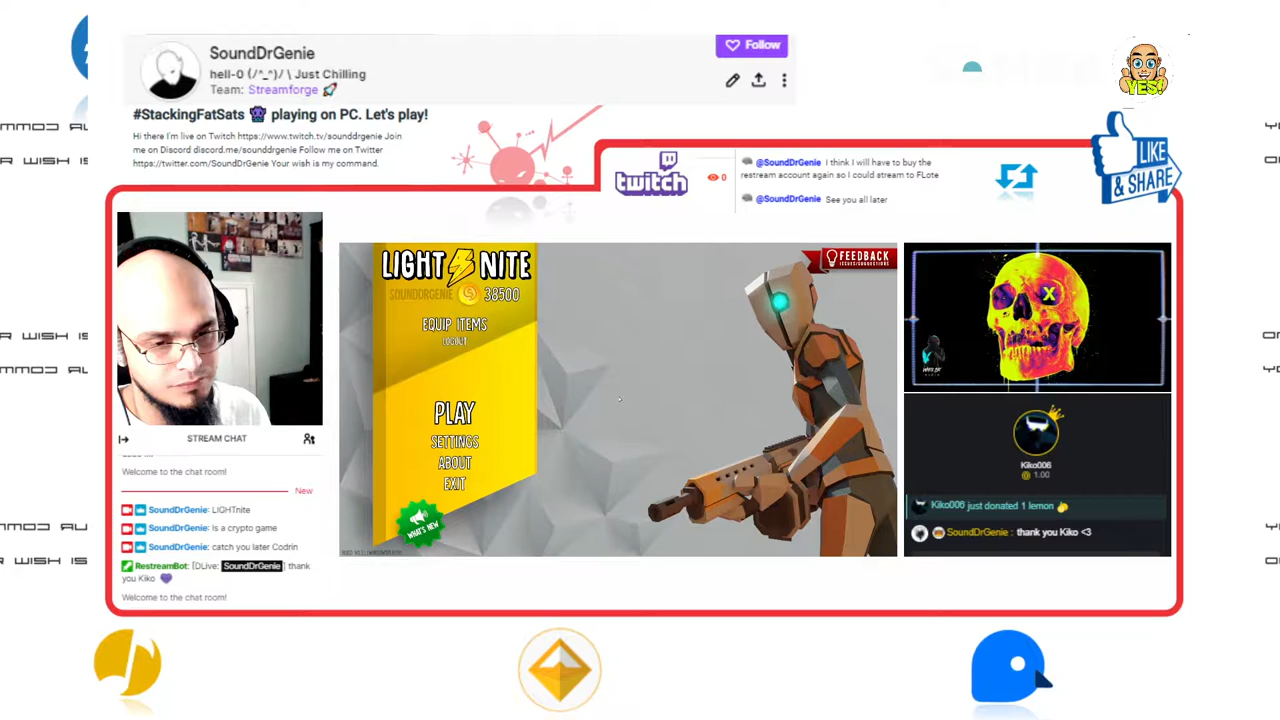 SoundDrGenie
Follow
hell-0 (/^_^)/ \ Just Chilling
Team: Streamforge
#StackingFatSats playing on PC. Let's play!
Hi there I'm live on Twitch https://www.twitch.tv/sounddrgenie Join
me on Discord discord.me/sounddrgenie Follow me on Twitter
https://twitter.com/SoundDrGenie Your wish is my command.
YES!
twitch
0
@SoundDrGenie I think I will have to buy the
restream account again so I could stream to FLote
@SoundDrGenie See you all later
LIKE
& SHARE
LIGHT NITE
SOUNDDRGENIE 38500
EQUIP ITEMS
LOGOUT
PLAY
SETTINGS
ABOUT
EXIT
WHAT'S NEW
FEEDBACK
ISSUES/SUGGESTIONS
STREAM CHAT
Welcome to the chat room!
New
SoundDrGenie: LIGHTnite
SoundDrGenie: Is a crypto game
SoundDrGenie: catch you later Codrin
RestreamBot: [DLive: SoundDrGenie] thank
you Kiko
Welcome to the chat room!
Kiko006
1.00
Kiko006 just donated 1 lemon
SoundDrGenie : thank you Kiko <3